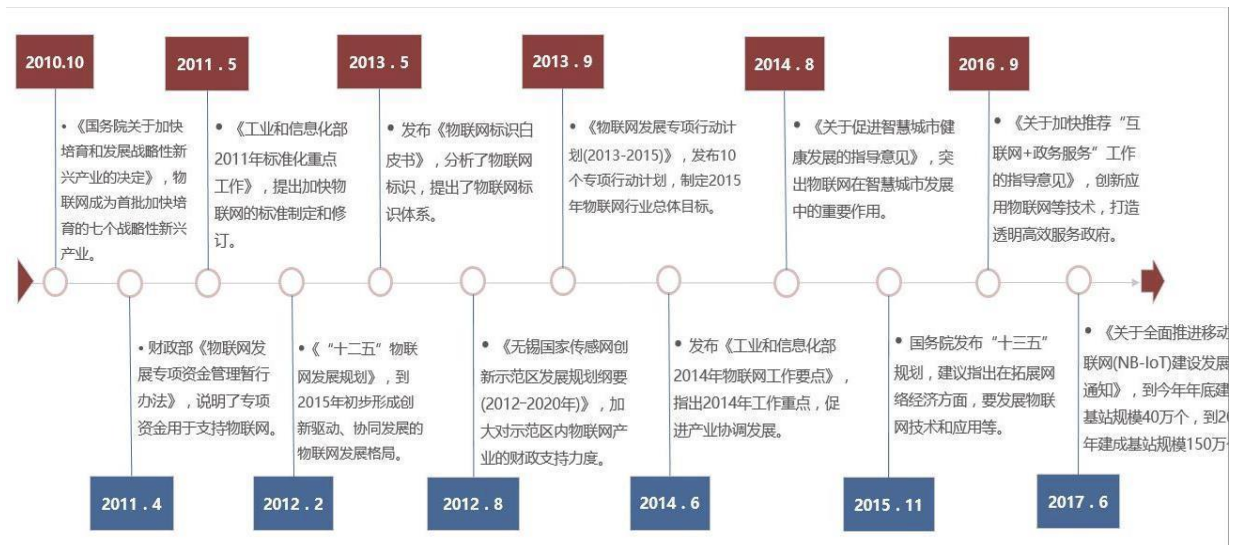 2010.10
• 《国务院关于加快
培育和发展战略性新
兴产业的决定》，物
联网成为首批加快培
育的七个战略性新兴
产业。
2011．4
• 财政部《物联网发
展专项资金管理暂行
办法》，说明了专项
资金用于支持物联网。
2011．5
• 《工业和信息化部
2011年标准化重点
工作》，提出加快物
联网的标准制定和修
订。
2012．2
• 《“十二五”物联
网发展规划》，到
2015年初步形成创
新驱动、协同发展的
物联网发展格局。
2013．5
• 发布《物联网标识白
皮书》，分析了物联网
标识，提出了物联网标
识体系。
2012．8
• 《无锡国家传感网创
新示范区发展规划纲要
(2012–2020年)》，加
大对示范区内物联网产
业的财政支持力度。
2013．9
• 《物联网发展专项行动计
划(2013-2015)》，发布10
个专项行动计划，制定2015
年物联网行业总体目标。
2014．6
• 发布《工业和信息化部
2014年物联网工作要点》，
指出2014年工作重点，促
进产业协调发展。
2014．8
• 《关于促进智慧城市健
康发展的指导意见》，突
出物联网在智慧城市发展
中的重要作用。
2015．11
• 国务院发布“十三五”
规划，建议指出在拓展网
络经济方面，要发展物联
网技术和应用等。
2016．9
• 《关于加快推荐“互
联网+政务服务”工作
的指导意见》，创新应
用物联网等技术，打造
透明高效服务政府。
2017．6
• 《关于全面推进移动
联网(NB-IoT)建设发展
通知》，到今年年底建
基站规模40万个，到2
年建成基站规模150万